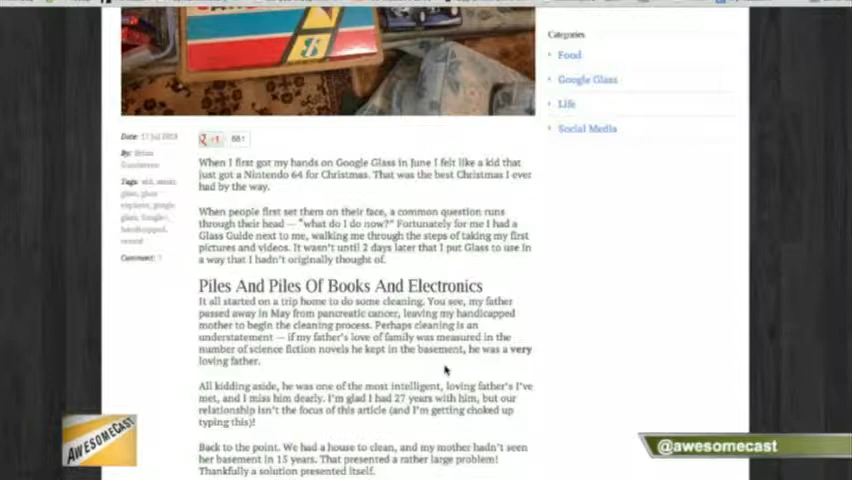 Categories
Food
Google Glass
Life
Social Media
Date: 17 Jul 2013
+1
681
By: Brian
Tags: aid,
glass, glass
explorer, google
glass, Google+,
handicapped,
Comment:
When I first got my hands on Google Glass in June I felt like a kid that
just got a Nintendo 64 for Christmas. That was the best Christmas I ever
had by the way.
When people first set them on their face, a common question runs
through their head — "what do I do now?" Fortunately for me I had a
Glass Guide next to me, walking me through the steps of taking my first
pictures and videos. It wasn't until 2 days later that I put Glass to use in
a way that I hadn't originally thought of.
Piles And Piles Of Books And Electronics
It all started on a trip home to do some cleaning. You see, my father
passed away in May from pancreatic cancer, leaving my handicapped
mother to begin the cleaning process. Perhaps cleaning is an
understatement — if my father's love of family was measured in the
number of science fiction novels he kept in the basement, he was a very
loving father.
All kidding aside, he was one of the most intelligent, loving father's I've
met, and I miss him dearly. I'm glad I had 27 years with him, but our
relationship isn't the focus of this article (and I'm getting choked up
typing this)!
Back to the point. We had a house to clean, and my mother hadn't seen
her basement in 15 years. That presented a rather large problem!
Thankfully a solution presented itself.
AWESOMECAST
@awesomecast